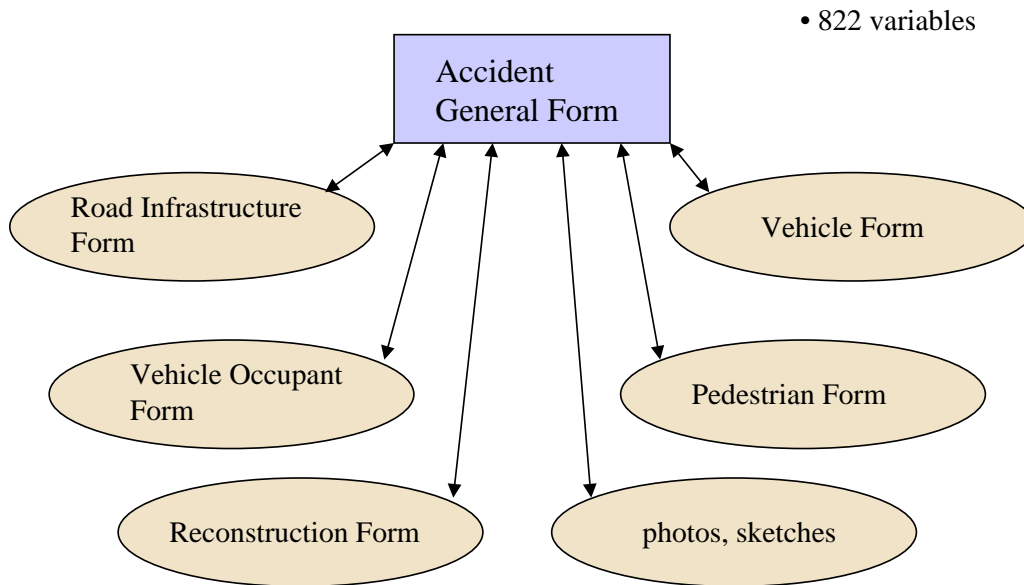 • 822 variables
Accident
General Form
Road Infrastructure
Form
Vehicle Form
Vehicle Occupant
Form
Pedestrian Form
Reconstruction Form
photos, sketches